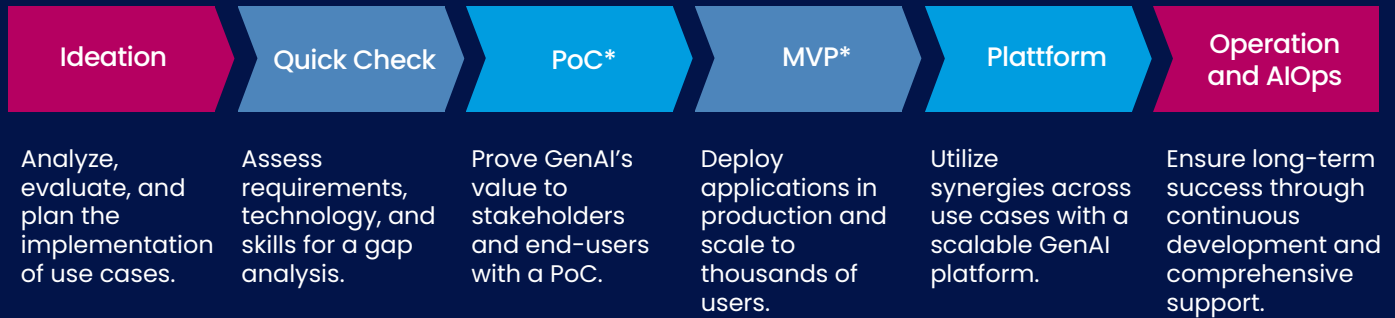 Ideation
Quick Check
PoC*
MVP*
Plattform
Operation
and AIOps
Analyze,
evaluate, and
plan the
implementation
of use cases.
Assess
requirements,
technology, and
skills for a gap
analysis.
Prove GenAI’s
value to
stakeholders
and end-users
with a PoC.
Deploy
applications in
production and
scale to
thousands of
users.
Utilize
synergies across
use cases with a
scalable GenAI
platform.
Ensure long-term
success through
continuous
development and
comprehensive
support.